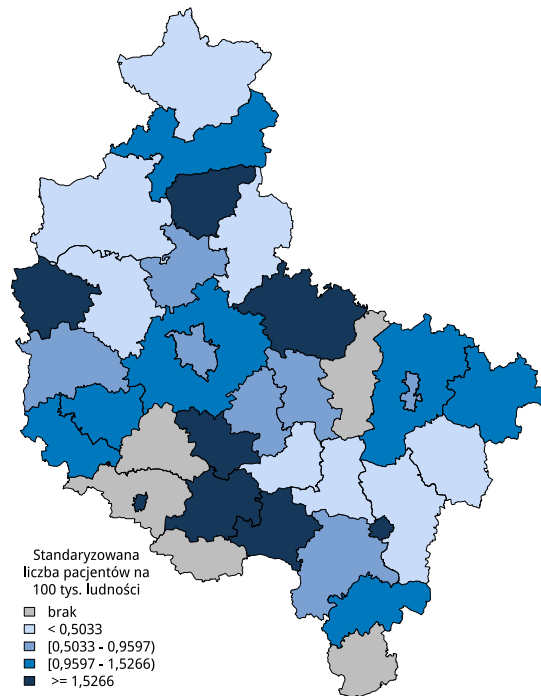 Standaryzowana
liczba pacjentów na
100 tys. ludności
brak
< 0,5033
[0,5033 - 0,9597)
[0,9597 - 1,5266)
>= 1,5266